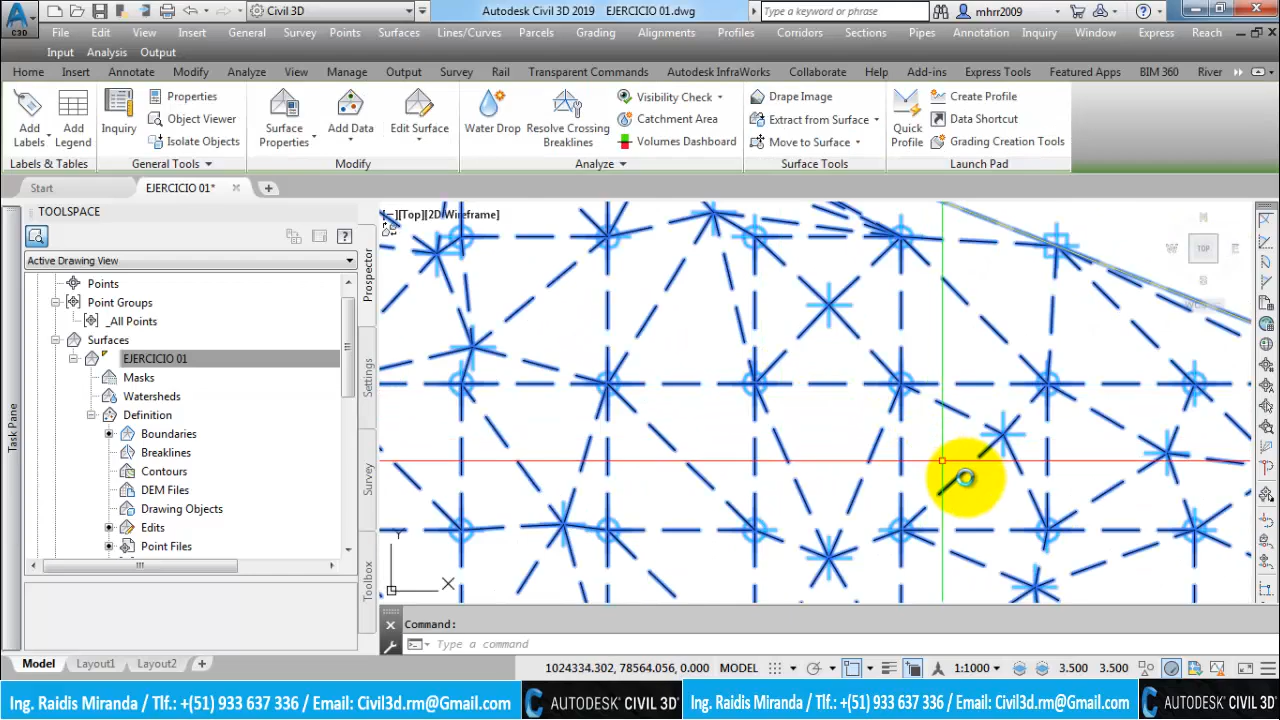 Civil 3D
Autodesk Civil 3D 2019 EJERCICIO 01.dwg
Type a keyword or phrase
mhrr2009
C3D
File Edit View Insert General Survey Points Surfaces Lines/Curves Parcels Grading Alignments Profiles Corridors Sections Pipes Annotation Inquiry Window Express Reach
Input Analysis Output
Home Insert Annotate Modify Analyze View Manage Output Survey Rail Transparent Commands Autodesk InfraWorks Collaborate Help Add-ins Express Tools Featured Apps BIM 360 River
Add Labels
Add Legend
Labels & Tables
Inquiry
Properties
Object Viewer
Isolate Objects
General Tools
Surface Properties
Add Data
Edit Surface
Modify
Water Drop
Resolve Crossing Breaklines
Visibility Check
Catchment Area
Volumes Dashboard
Analyze
Drape Image
Extract from Surface
Move to Surface
Surface Tools
Quick Profile
Create Profile
Data Shortcut
Grading Creation Tools
Launch Pad
Start EJERCICIO 01*
TOOLSPACE
Active Drawing View
Points
Point Groups
_All Points
Surfaces
EJERCICIO 01
Masks
Watersheds
Definition
Boundaries
Breaklines
Contours
DEM Files
Drawing Objects
Edits
Point Files
Task Pane
Prospector
Settings
Survey
Toolbox
[−][Top][2D Wireframe]
N
W TOP E
S
Y
X
Command:
Type a command
Model Layout1 Layout2
1024334.302, 78564.056, 0.000 MODEL 1:1000 3.500 3.500
Ing. Raidis Miranda / Tlf.: +(51) 933 637 336 / Email: Civil3d.rm@Gmail.com AUTODESK® CIVIL 3D® Ing. Raidis Miranda / Tlf.: +(51) 933 637 336 / Email: Civil3d.rm@Gmail.com AUTODESK® CIVIL 3D